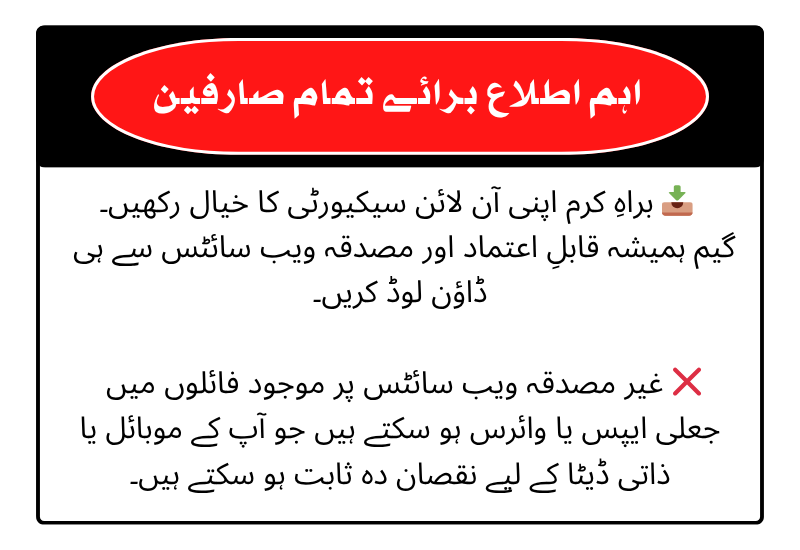 اہم اطلاع برائے تمام صارفین
📥 براہِ کرم اپنی آن لائن سیکیورٹی کا خیال رکھیں۔
گیم ہمیشہ قابلِ اعتماد اور مصدقہ ویب سائٹس سے ہی
ڈاؤن لوڈ کریں۔
❌ غیر مصدقہ ویب سائٹس پر موجود فائلوں میں
جعلی ایپس یا وائرس ہو سکتے ہیں جو آپ کے موبائل یا
ذاتی ڈیٹا کے لیے نقصان دہ ثابت ہو سکتے ہیں۔